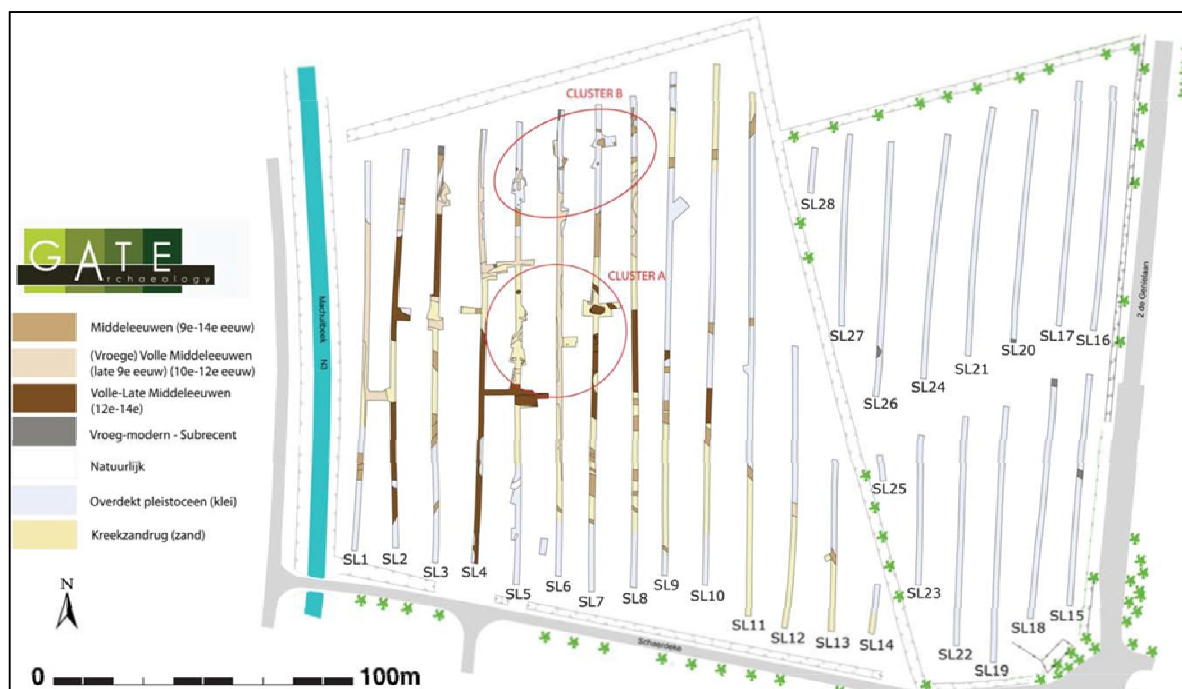 CLUSTER B
CLUSTER A
GATE
Archaeology
Middeleeuwen (9e-14e eeuw)
(Vroege) Volle Middeleeuwen
(late 9e eeuw) (10e-12e eeuw)
Volle-Late Middeleeuwen
(12e-14e)
Vroeg-modern - Subrecent
Natuurlijk
Overdekt pleistoceen (klei)
Kreekzandrug (zand)
N
0 100m
2 de Genielaan
Schaerdeke
SL1
SL2
SL3
SL4
SL5
SL6
SL7
SL8
SL9
SL10
SL11
SL12
SL13
SL14
SL28
SL27
SL26
SL24
SL21
SL20
SL17
SL16
SL25
SL23
SL22
SL19
SL18
SL15